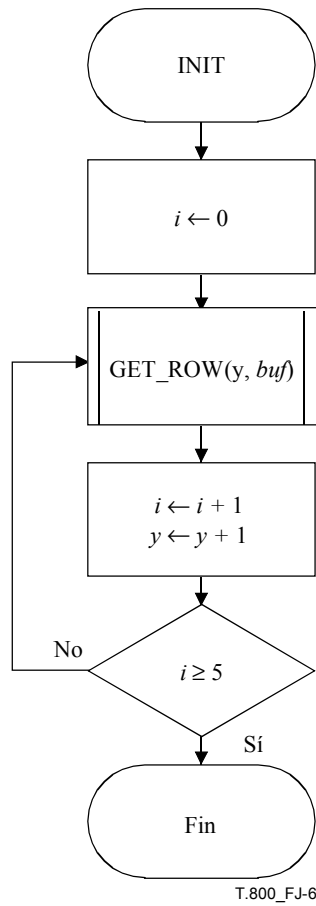 INIT
i ← 0
GET_ROW(y, buf)
i ← i + 1
y ← y + 1
No
i ≥ 5
Sí
Fin
T.800_FJ-6